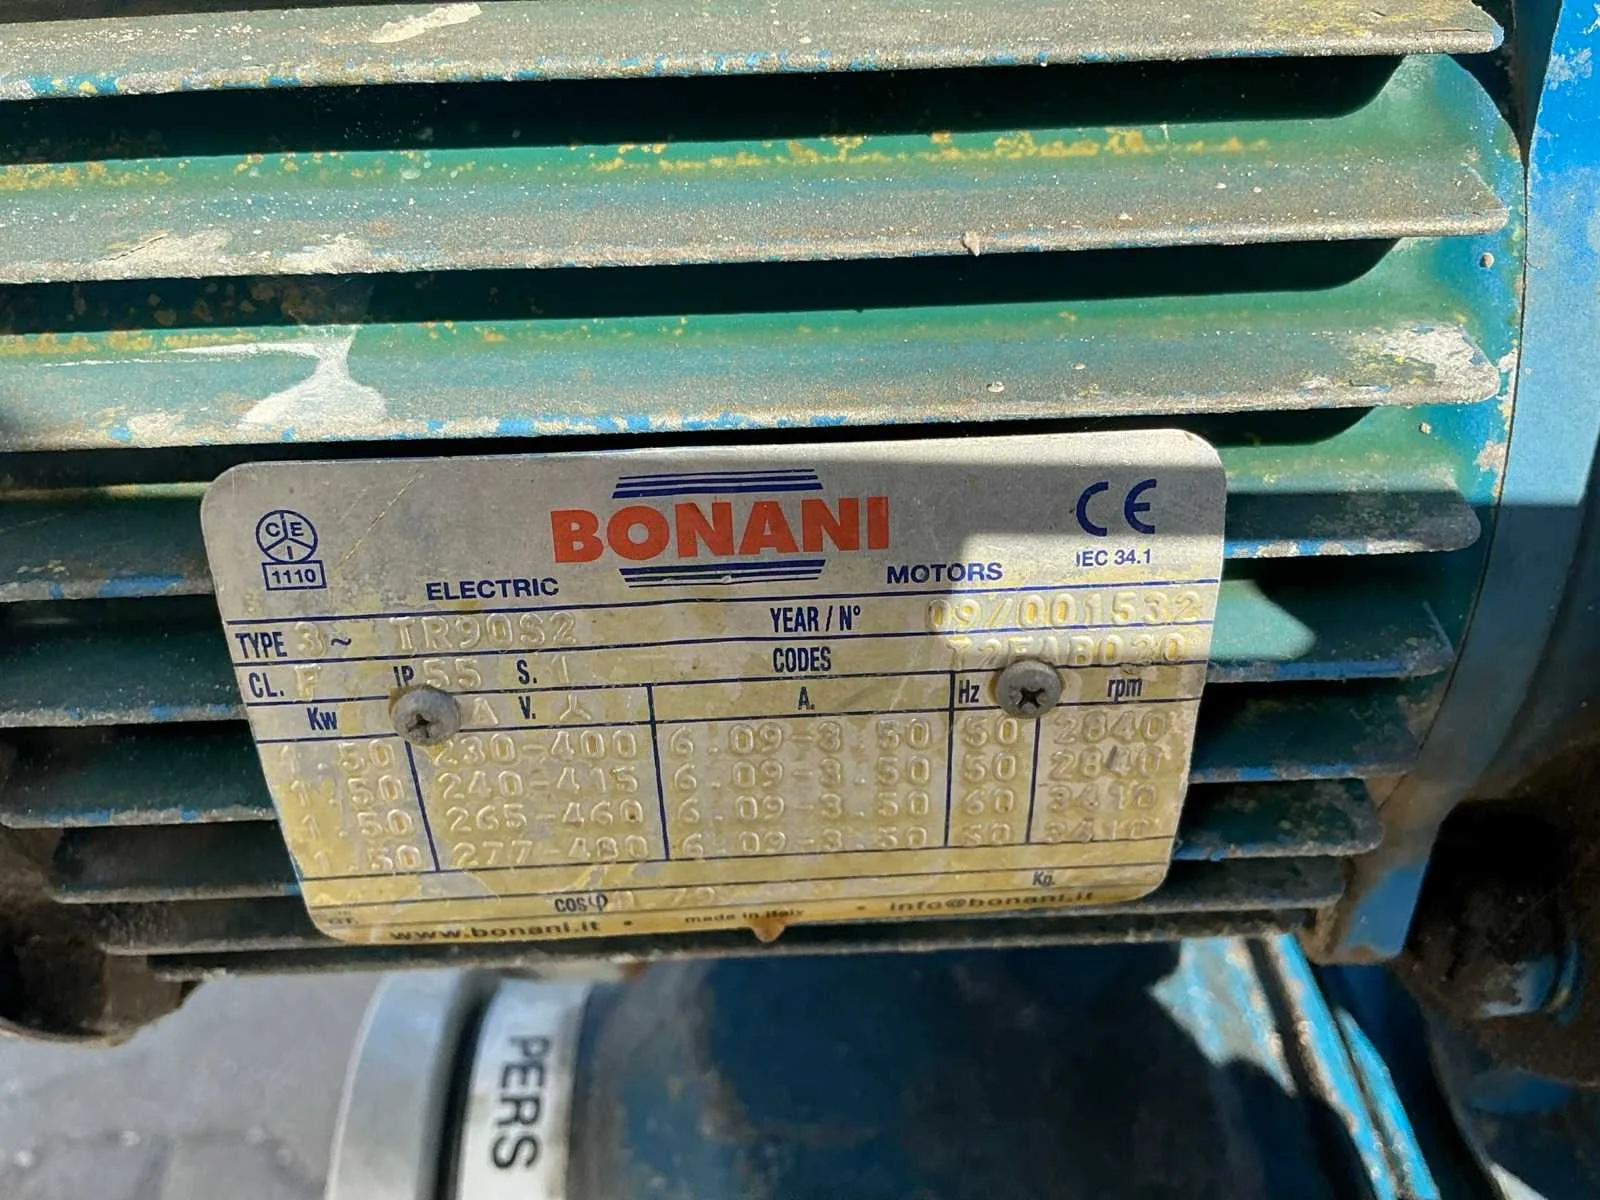 CEI
1110
BONANI
ELECTRIC MOTORS
CE
IEC 34.1
TYPE 3~ TR90S2 YEAR / N° 09/001532
CL. F IP 55 S. 1 CODES
Kw Δ V. Y A. Hz rpm
1.50 230-400 6.09-3.50 50 2840
1.50 240-415 6.09-3.50 50 2840
1.50 265-460 6.09-3.50 60 3410
1.50 277-480 6.09-3.50 3410
COSφ Kg.
www.bonani.it • made in italy • info@bonani.it
PERS